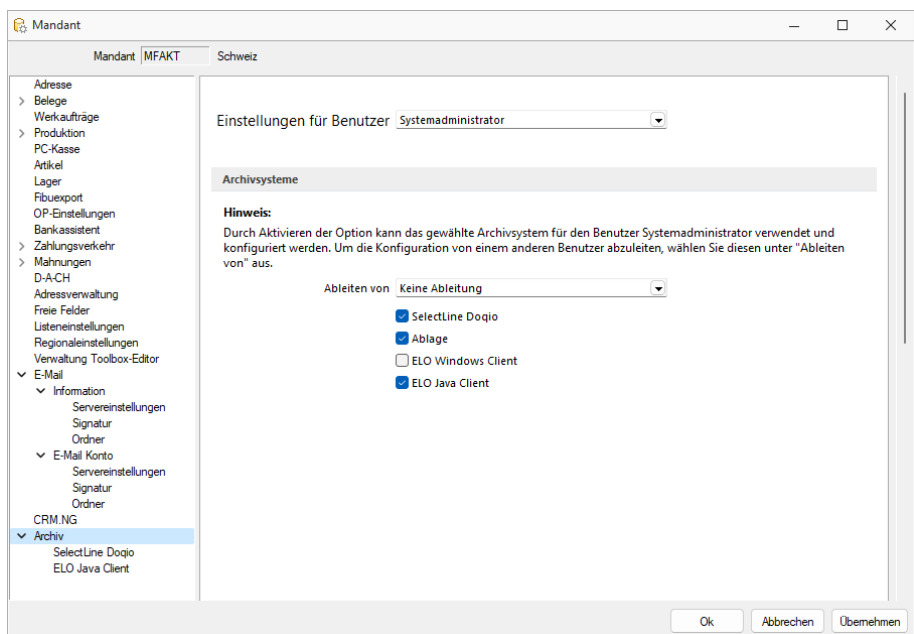 Mandant
Mandant MFAKT Schweiz
Adresse
Belege
Werkaufträge
Produktion
PC-Kasse
Artikel
Lager
Fibuexport
OP-Einstellungen
Bankassistent
Zahlungsverkehr
Mahnungen
D-A-CH
Adressverwaltung
Freie Felder
Listeneinstellungen
Regionaleinstellungen
Verwaltung Toolbox-Editor
E-Mail
Information
Servereinstellungen
Signatur
Ordner
E-Mail Konto
Servereinstellungen
Signatur
Ordner
CRM.NG
Archiv
SelectLine Doqio
ELO Java Client
Einstellungen für Benutzer Systemadministrator
Archivsysteme
Hinweis:
Durch Aktivieren der Option kann das gewählte Archivsystem für den Benutzer Systemadministrator verwendet und
konfiguriert werden. Um die Konfiguration von einem anderen Benutzer abzuleiten, wählen Sie diesen unter "Ableiten
von" aus.
Ableiten von Keine Ableitung
SelectLine Doqio
Ablage
ELO Windows Client
ELO Java Client
Ok Abbrechen Übernehmen